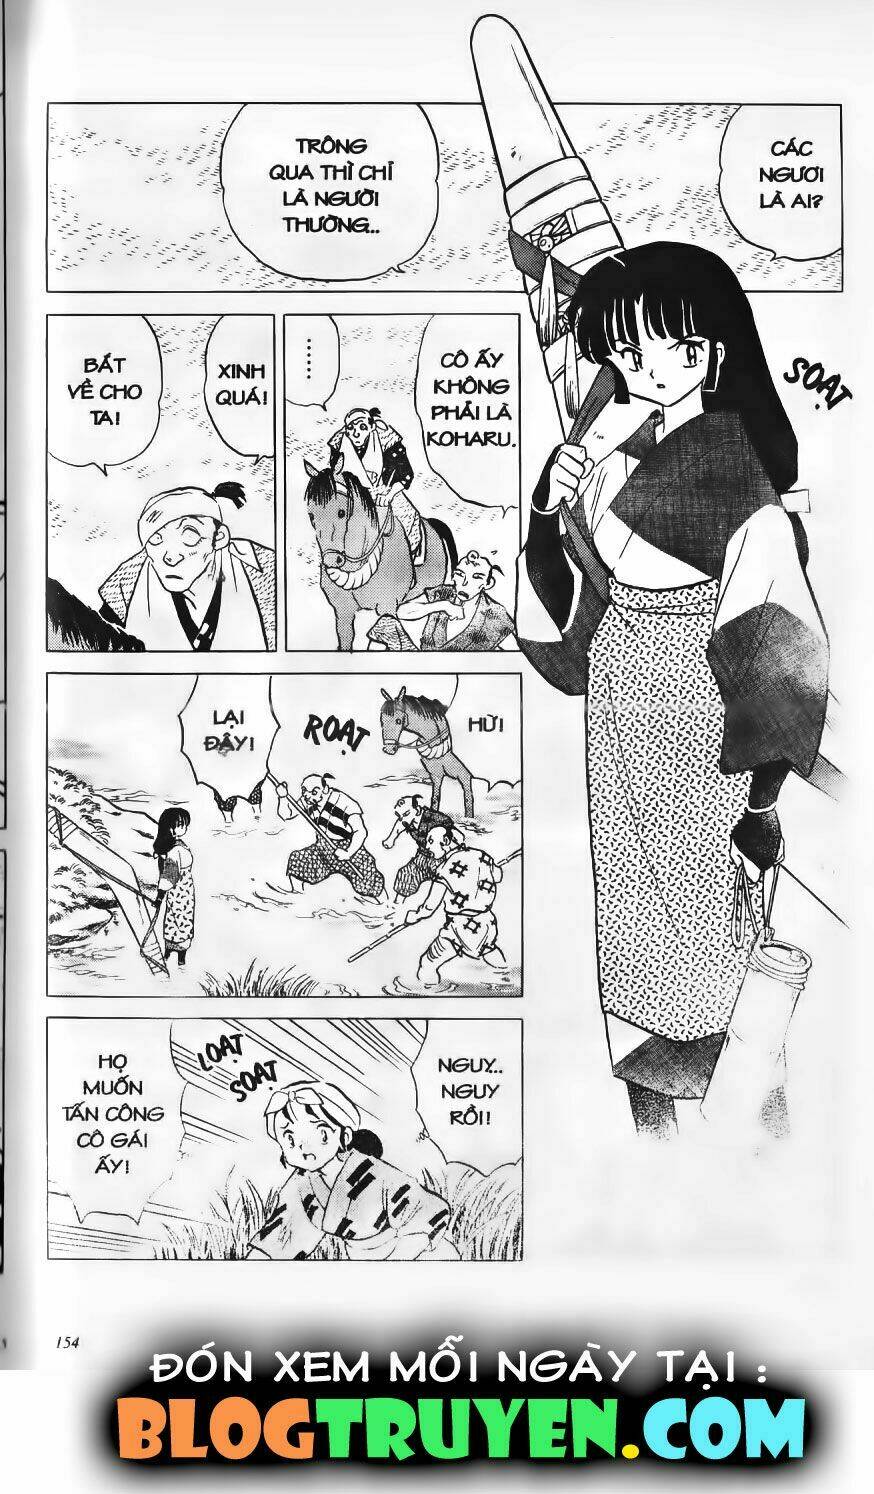 CÁC
NGƯƠI
LÀ AI?
TRÔNG
QUA THÌ CHỈ
LÀ NGƯỜI
THƯỜNG...
SOẠT
CÔ ẤY
KHÔNG
PHẢI LÀ
KOHARU.
......
XINH
QUÁ!
BẮT
VỀ CHO
TA!
HỪ!
ROẠT
LẠI
ĐÂY!
NGUY...
NGUY
RỒI!
LOẠT
SOẠT
HỌ
MUỐN
TẤN CÔNG
CÔ GÁI
ẤY!
154
ĐÓN XEM MỖI NGÀY TẠI :
BLOGTRUYEN.COM